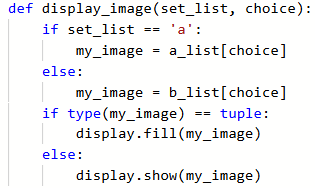 def display_image(set_list, choice):
    if set_list == 'a':
        my_image = a_list[choice]
    else:
        my_image = b_list[choice]
    if type(my_image) == tuple:
        display.fill(my_image)
    else:
        display.show(my_image)